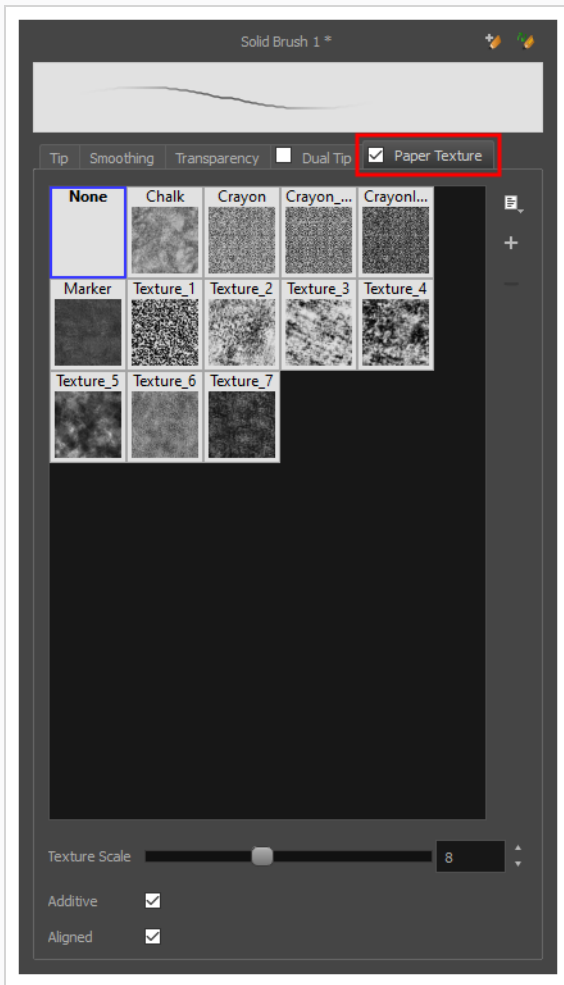 Solid Brush 1 *
Tip Smoothing Transparency Dual Tip Paper Texture
None Chalk Crayon Crayon_... Crayonl...
Marker Texture_1 Texture_2 Texture_3 Texture_4
Texture_5 Texture_6 Texture_7
Texture Scale 8
Additive
Aligned